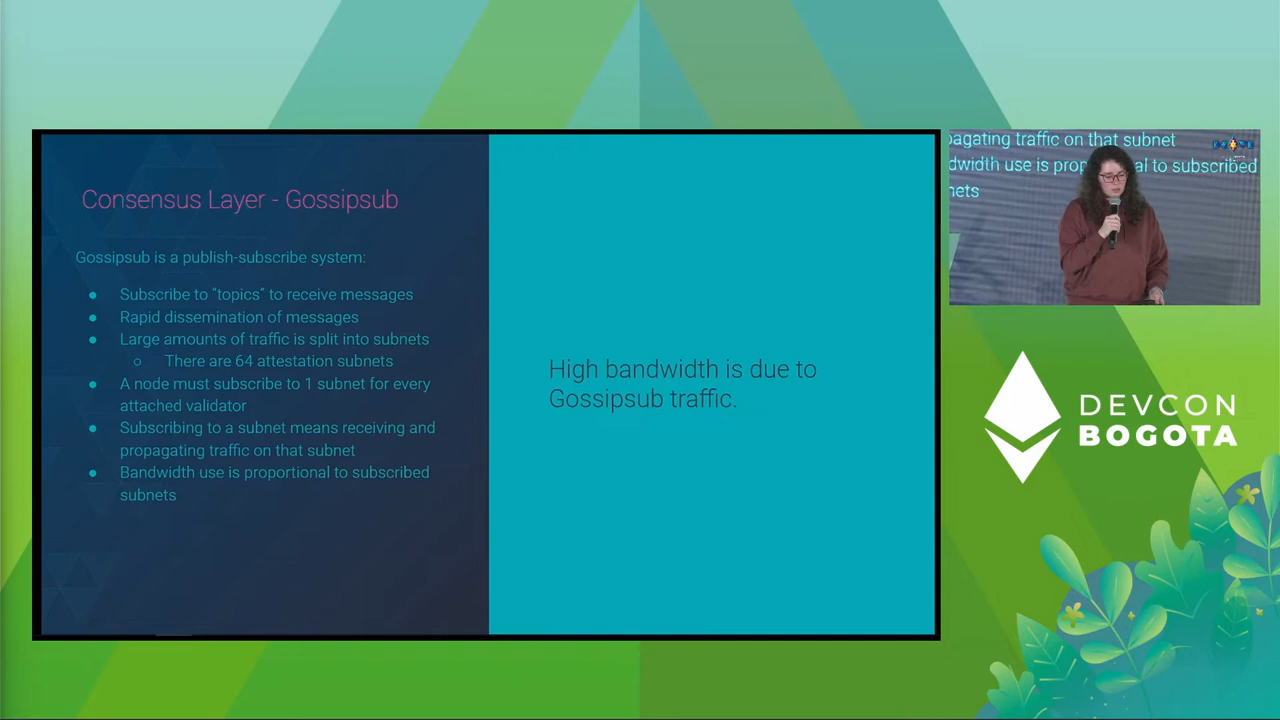 Consensus Layer - Gossipsub
Gossipsub is a publish-subscribe system:
● Subscribe to "topics" to receive messages
● Rapid dissemination of messages
● Large amounts of traffic is split into subnets
○ There are 64 attestation subnets
● A node must subscribe to 1 subnet for every
attached validator
● Subscribing to a subnet means receiving and
propagating traffic on that subnet
● Bandwidth use is proportional to subscribed
subnets
High bandwidth is due to
Gossipsub traffic.
pagating traffic on that subnet
dwidth use is prop al to subscribed
nets
DEVCON
BOGOTA